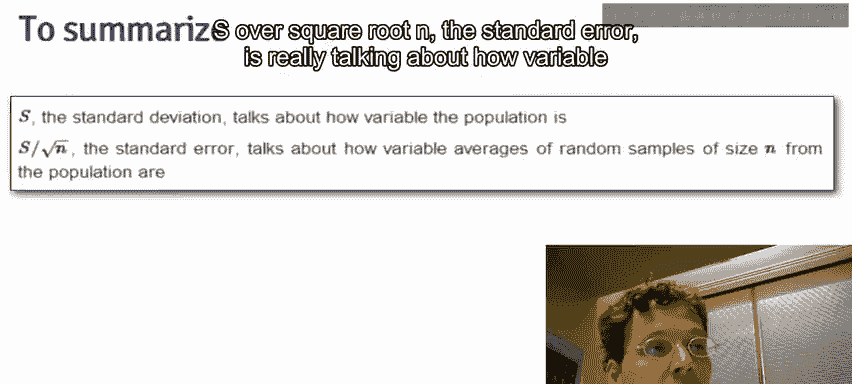 To summarize
S over square root n, the standard error,
is really talking about how variable
S, the standard deviation, talks about how variable the population is
S/√n, the standard error, talks about how variable averages of random samples of size n from
the population are